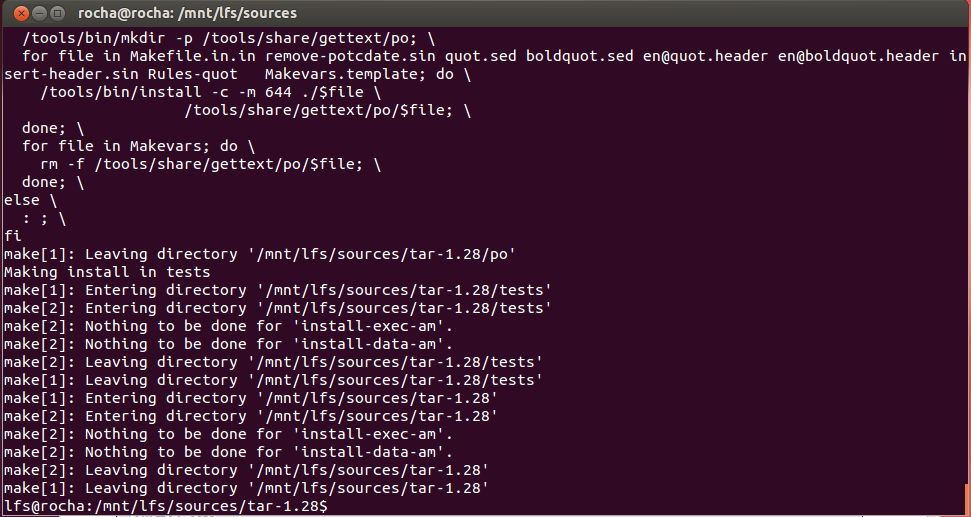 rocha@rocha: /mnt/lfs/sources
  /tools/bin/mkdir -p /tools/share/gettext/po; \
  for file in Makefile.in.in remove-potcdate.sin quot.sed boldquot.sed en@quot.header en@boldquot.header in
sert-header.sin Rules-quot   Makevars.template; do \
    /tools/bin/install -c -m 644 ./$file \
                    /tools/share/gettext/po/$file; \
  done; \
  for file in Makevars; do \
    rm -f /tools/share/gettext/po/$file; \
  done; \
else \
  : ; \
fi
make[1]: Leaving directory '/mnt/lfs/sources/tar-1.28/po'
Making install in tests
make[1]: Entering directory '/mnt/lfs/sources/tar-1.28/tests'
make[2]: Entering directory '/mnt/lfs/sources/tar-1.28/tests'
make[2]: Nothing to be done for 'install-exec-am'.
make[2]: Nothing to be done for 'install-data-am'.
make[2]: Leaving directory '/mnt/lfs/sources/tar-1.28/tests'
make[1]: Leaving directory '/mnt/lfs/sources/tar-1.28/tests'
make[1]: Entering directory '/mnt/lfs/sources/tar-1.28'
make[2]: Entering directory '/mnt/lfs/sources/tar-1.28'
make[2]: Nothing to be done for 'install-exec-am'.
make[2]: Nothing to be done for 'install-data-am'.
make[2]: Leaving directory '/mnt/lfs/sources/tar-1.28'
make[1]: Leaving directory '/mnt/lfs/sources/tar-1.28'
lfs@rocha:/mnt/lfs/sources/tar-1.28$